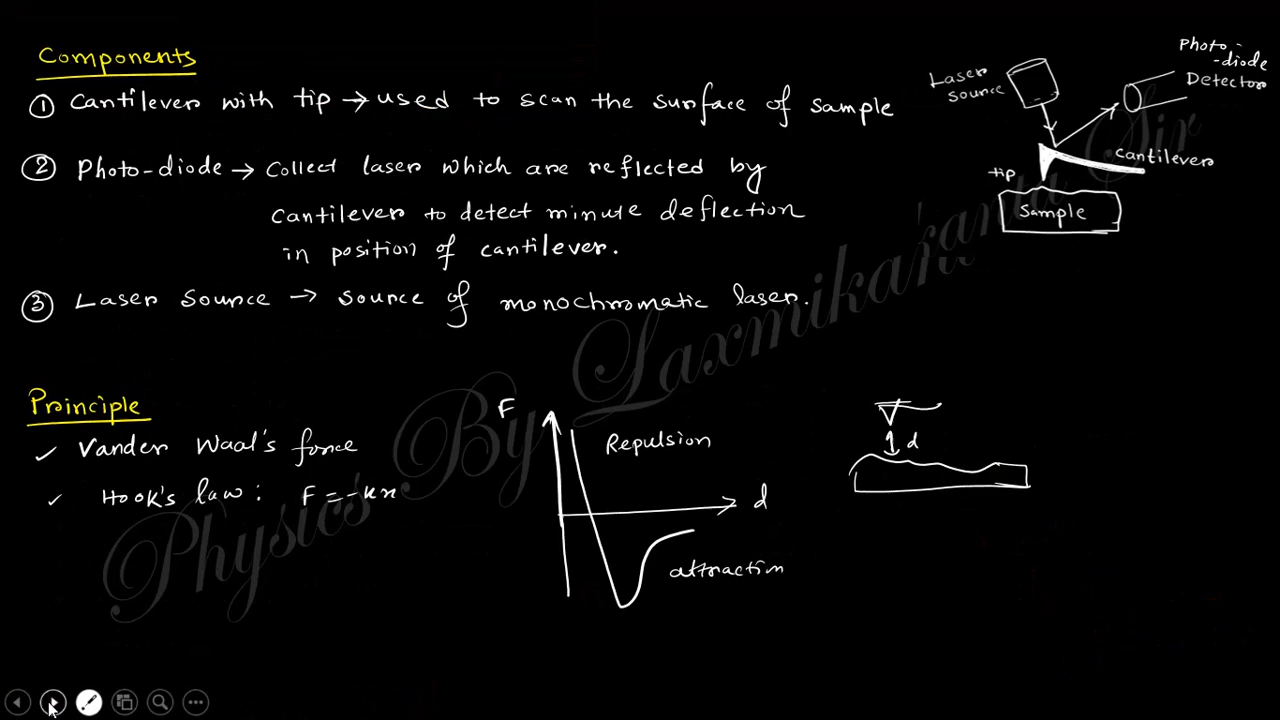 Components
① Cantilever with tip → used to scan the surface of sample
② Photo-diode → Collect laser which are reflected by
cantilever to detect minute deflection
in position of cantilever.
③ Laser source → source of monochromatic laser.
Laser
source
Photo-
-diode
Detector
Cantilever
tip
Sample
Principle
✓ Vander Waal's force
✓ Hook's law: F = -kx
F
Repulsion
d
attraction
d
Physics By Laxmikanta Sir